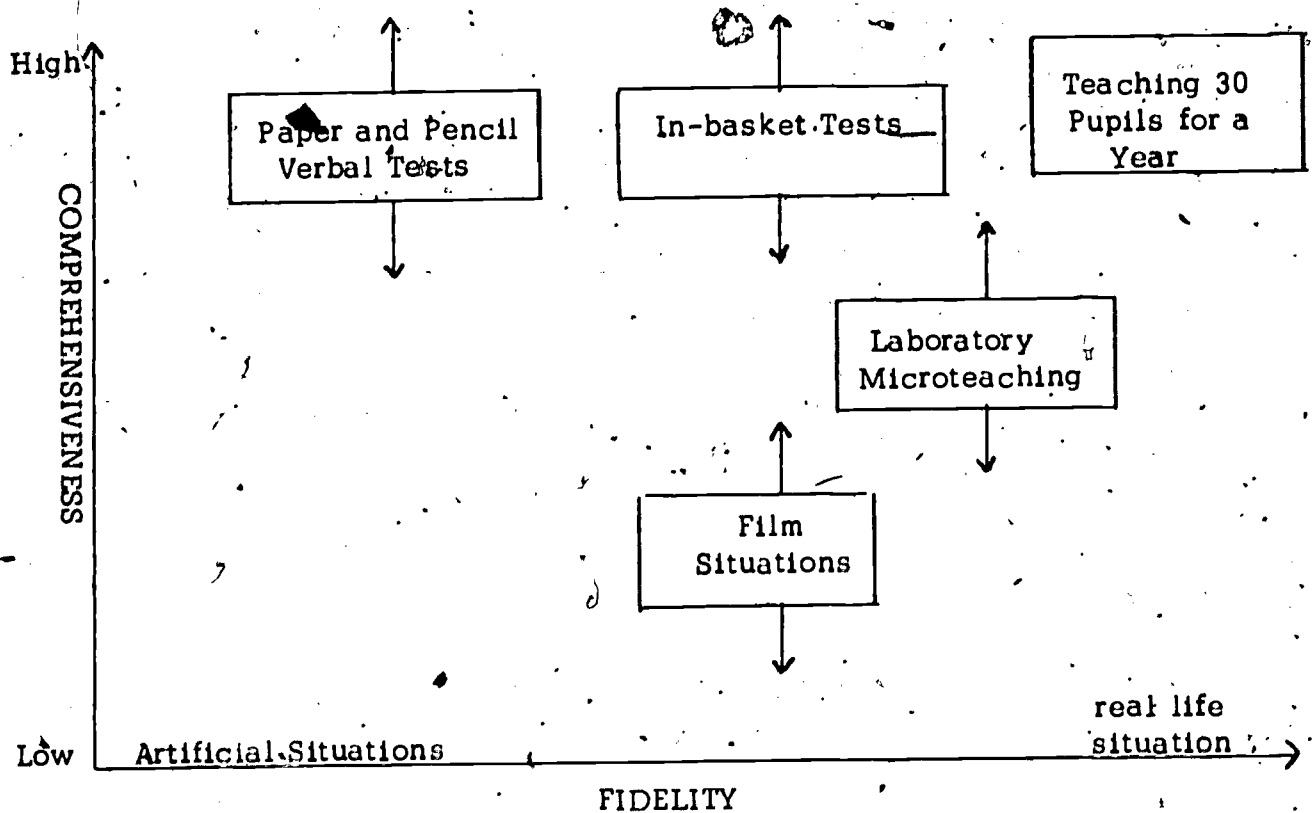 High
Paper and Pencil
Verbal Tests
In-basket Tests
Teaching 30
Pupils for a
Year
COMPREHENSIVENESS
Laboratory
Microteaching
Film
Situations
real life
situation
Low
Artificial Situations
FIDELITY